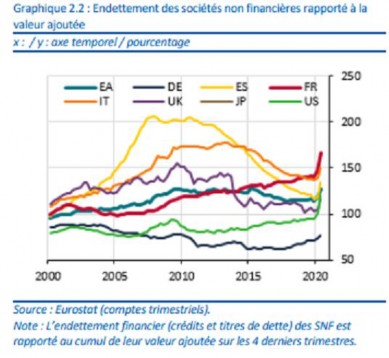 Graphique 2.2 : Endettement des sociétés non financières rapporté à la
valeur ajoutée
x : / y : axe temporel / pourcentage
EA DE ES FR
IT UK JP US
250
200
150
100
50
2000 2005 2010 2015 2020
Source : Eurostat (comptes trimestriels).
Note : L'endettement financier (crédits et titres de dette) des SNF est
rapporté au cumul de leur valeur ajoutée sur les 4 derniers trimestres.